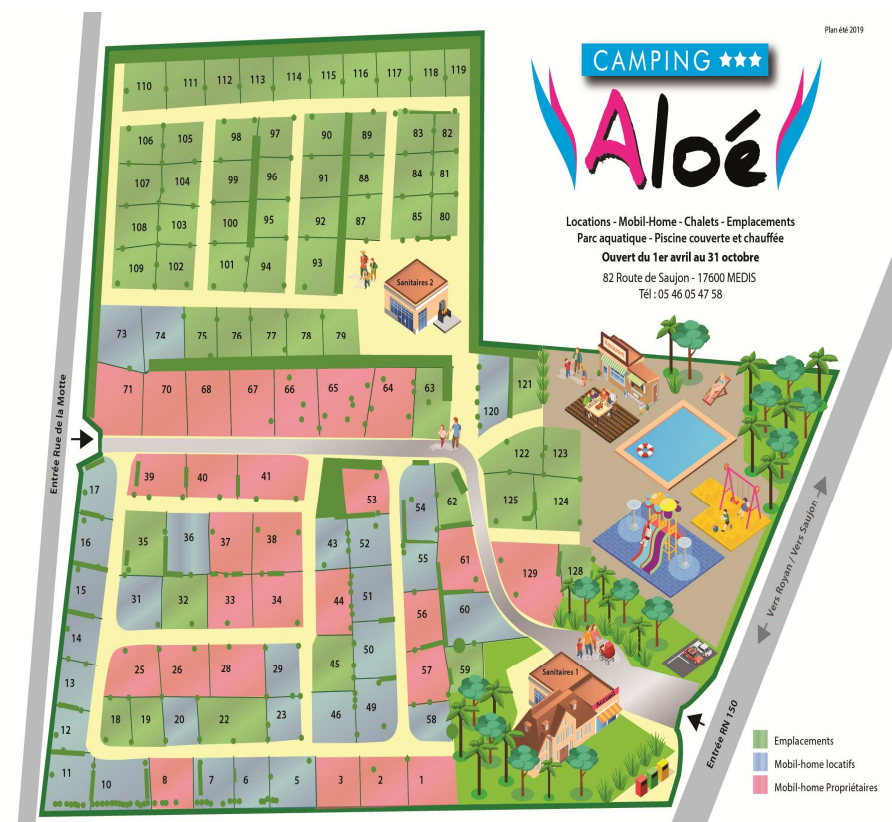 Plan été 2019
CAMPING ★★★
Aloé
Locations - Mobil-Home - Chalets - Emplacements
Parc aquatique - Piscine couverte et chauffée
Ouvert du 1er avril au 31 octobre
82 Route de Saujon - 17600 MEDIS
Tél : 05 46 05 47 58
110 111 112 113 114 115 116 117 118 119
106 105 98 97 90 89 83 82
107 104 99 96 91 88 84 81
108 103 100 95 92 87 85 80
109 102 101 94 93
Sanitaires 2
73 74 75 76 77 78 79
71 70 68 67 66 65 64 63 120 121
Entrée Rue de la Motte
122 123
125 124
39 40 41 53
17 54 62
35 36 37 38 43 52
16 55 61 129 128
15 31 32 33 34 44 51 56 60
14 45 50
13 25 26 28 29 57 59
12 18 19 20 22 23 46 49 58
11 10 8 7 6 5 3 2 1
Sanitaires 1
Accueil
Vers Royan / Vers Saujon
Entrée RN 150
Emplacements
Mobil-home locatifs
Mobil-home Propriétaires